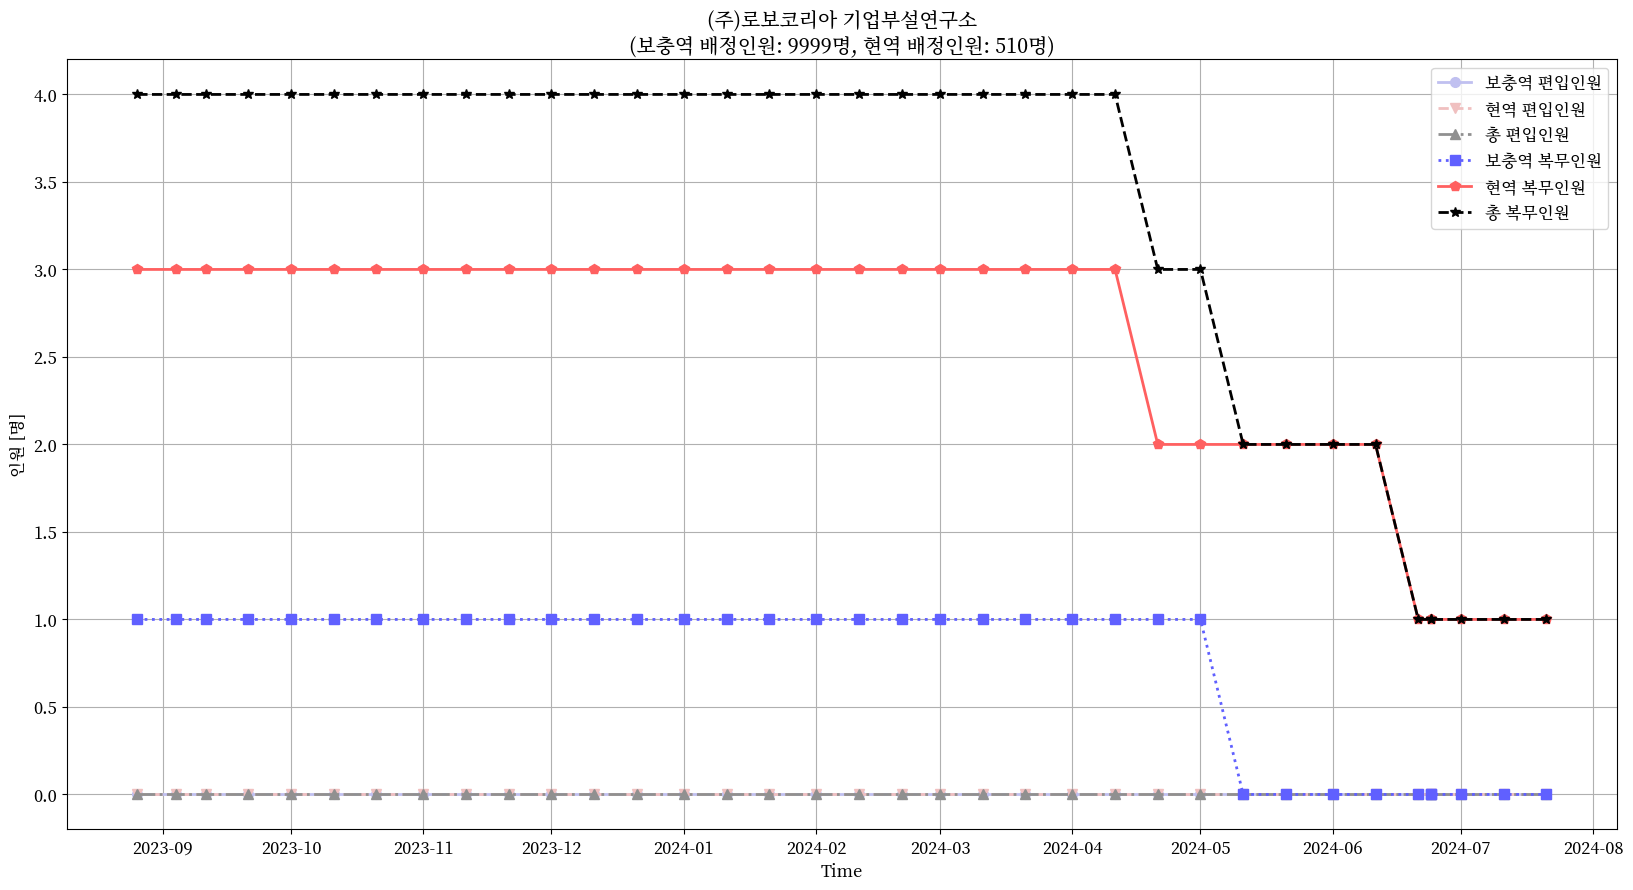 (주)로보코리아 기업부설연구소
(보충역 배정인원: 9999명, 현역 배정인원: 510명)
보충역 편입인원
현역 편입인원
총 편입인원
보충역 복무인원
현역 복무인원
총 복무인원
4.0
3.5
3.0
2.5
2.0
1.5
1.0
0.5
0.0
인원 [명]
2023-09 2023-10 2023-11 2023-12 2024-01 2024-02 2024-03 2024-04 2024-05 2024-06 2024-07 2024-08
Time